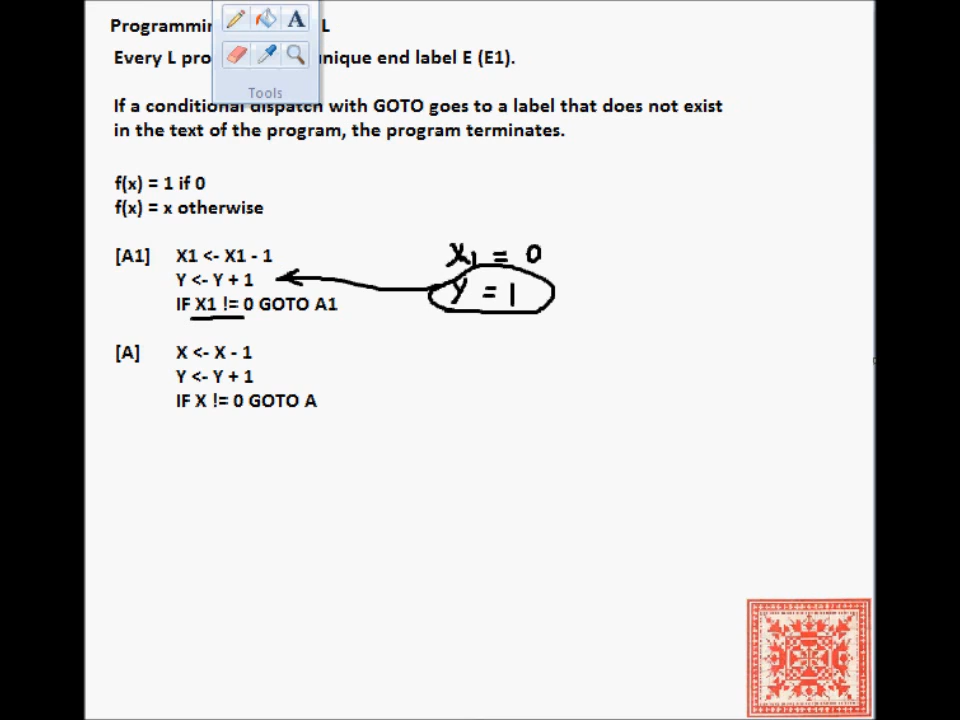 Programmin L
Every L pro nique end label E (E1).
Tools
If a conditional dispatch with GOTO goes to a label that does not exist
in the text of the program, the program terminates.
f(x) = 1 if 0
f(x) = x otherwise
[A1] X1 <- X1 - 1
Y <- Y + 1
IF X1 != 0 GOTO A1
X1 = 0
Y = 1
[A] X <- X - 1
Y <- Y + 1
IF X != 0 GOTO A